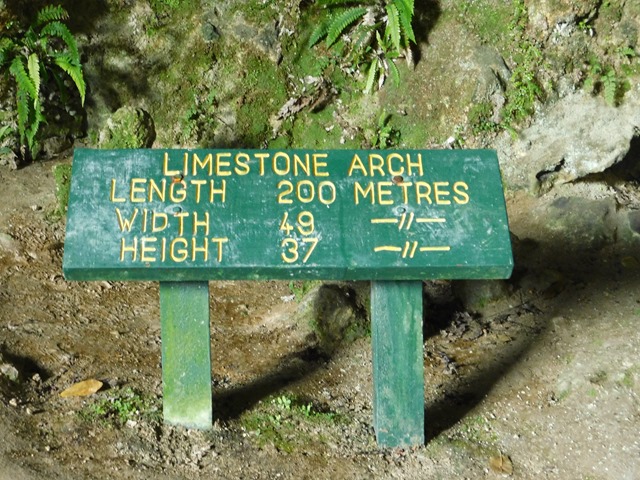 LIMESTONE ARCH
LENGTH 200 METRES
WIDTH 49 —〃—
HEIGHT 37 —〃—